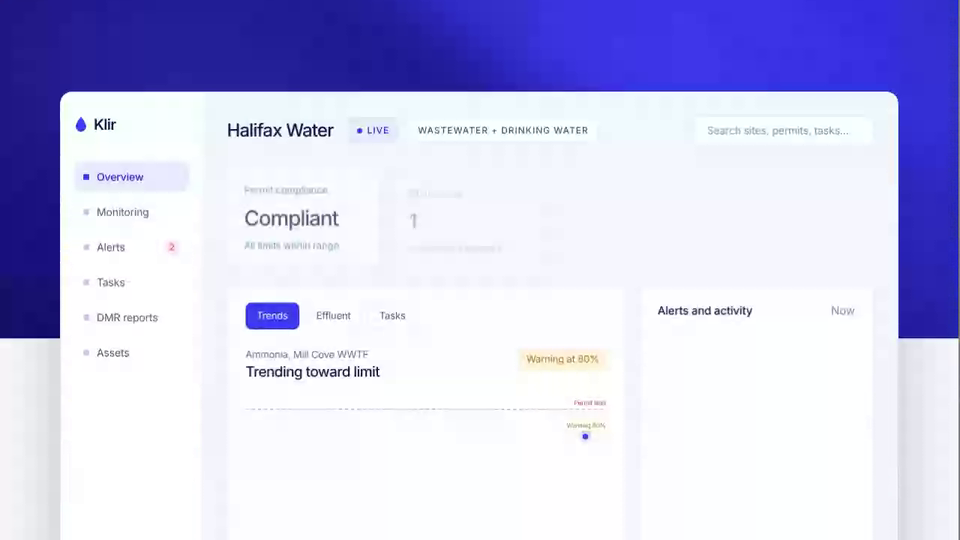 Klir
Overview
Monitoring
Alerts 2
Tasks
DMR reports
Assets
Halifax Water
LIVE
WASTEWATER + DRINKING WATER
Search sites, permits, tasks...
Permit compliance
Compliant
All limits within range
1
Trends
Effluent
Tasks
Ammonia, Mill Cove WWTF
Trending toward limit
Warning at 80%
Permit limit
Warning 80%
Alerts and activity
Now